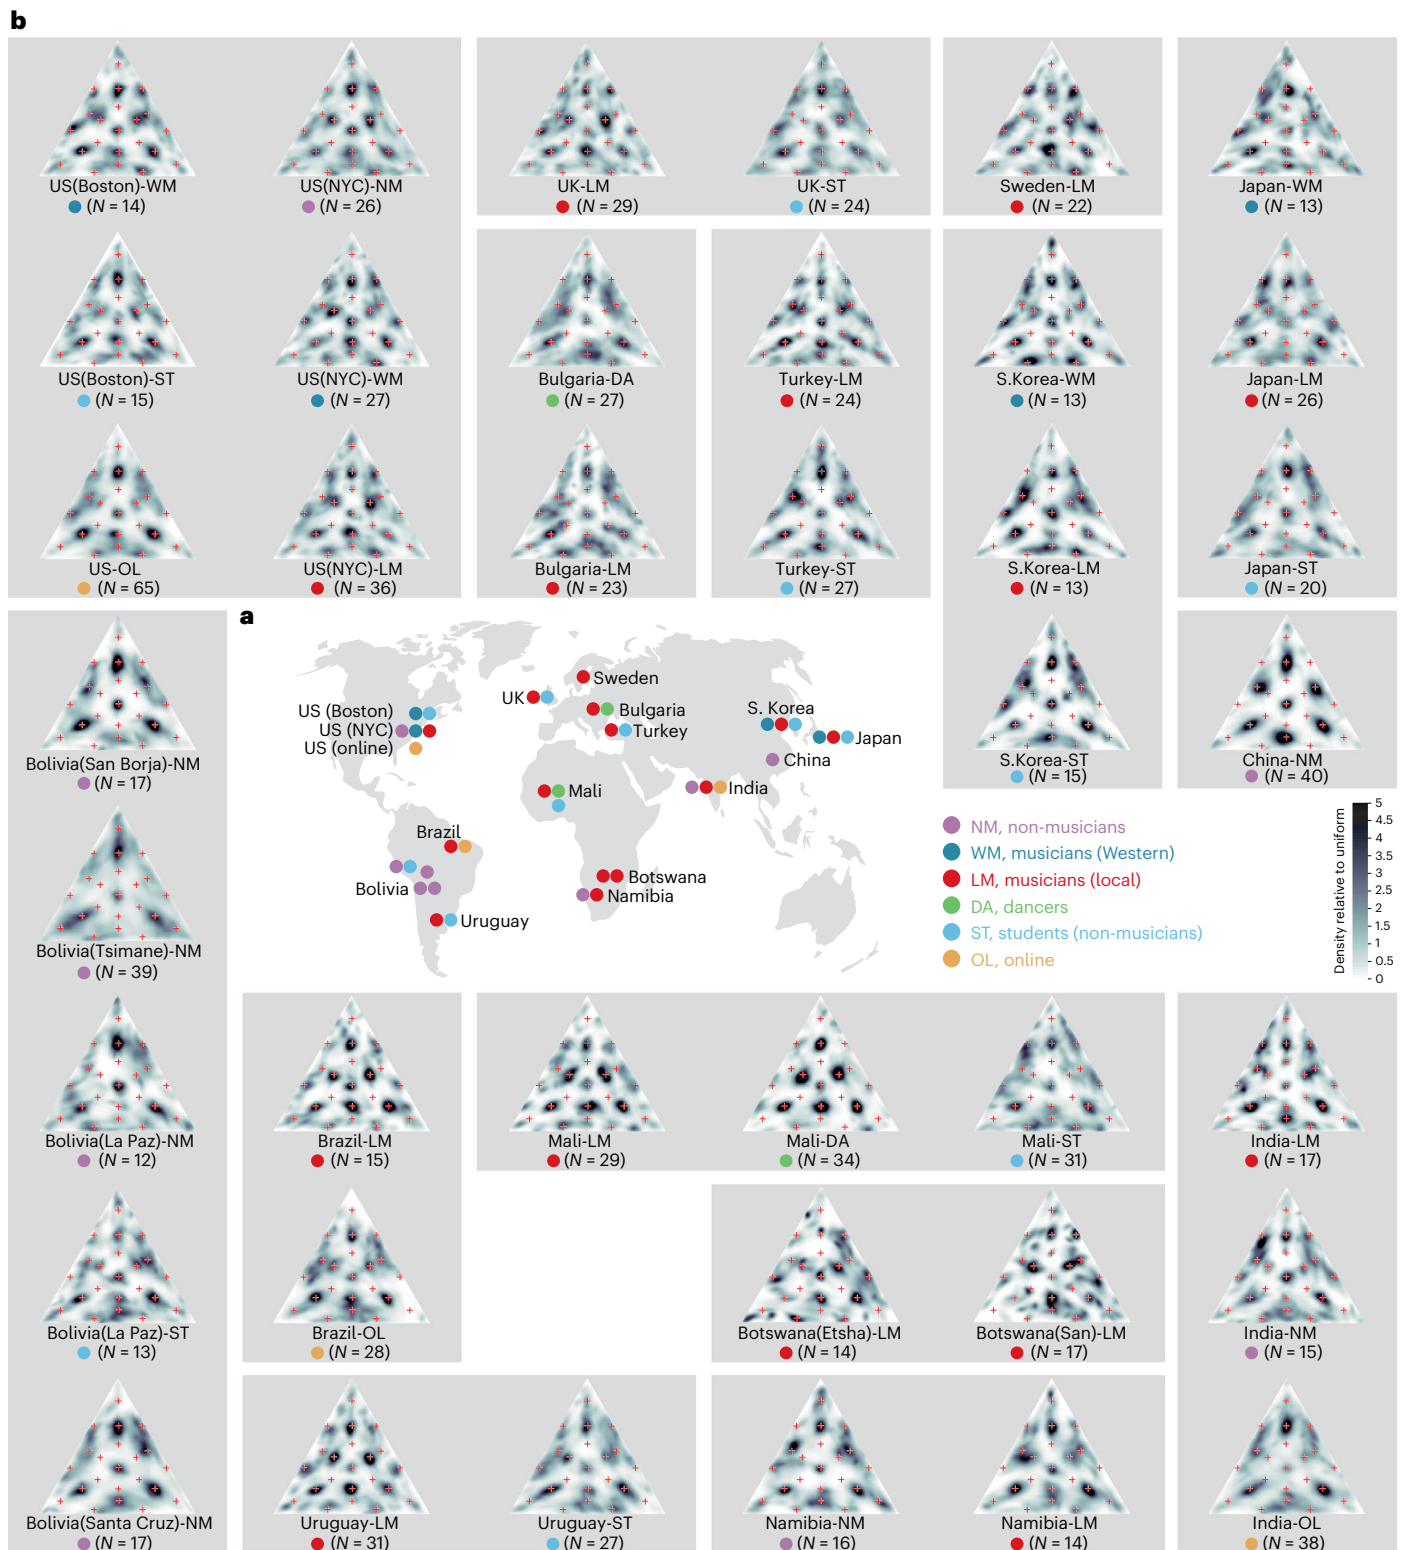 b
US(Boston)-WM
(N = 14)
US(NYC)-NM
(N = 26)
UK-LM
(N = 29)
UK-ST
(N = 24)
Sweden-LM
(N = 22)
Japan-WM
(N = 13)
US(Boston)-ST
(N = 15)
US(NYC)-WM
(N = 27)
Bulgaria-DA
(N = 27)
Turkey-LM
(N = 24)
S.Korea-WM
(N = 13)
Japan-LM
(N = 26)
US-OL
(N = 65)
US(NYC)-LM
(N = 36)
Bulgaria-LM
(N = 23)
Turkey-ST
(N = 27)
S.Korea-LM
(N = 13)
Japan-ST
(N = 20)
Bolivia(San Borja)-NM
(N = 17)
S.Korea-ST
(N = 15)
China-NM
(N = 40)
Bolivia(Tsimane)-NM
(N = 39)
a
Sweden
UK
US (Boston)
US (NYC)
US (online)
Bulgaria
Turkey
S. Korea
Japan
China
Mali
India
Brazil
Bolivia
Botswana
Namibia
Uruguay
NM, non-musicians
WM, musicians (Western)
LM, musicians (local)
DA, dancers
ST, students (non-musicians)
OL, online
Density relative to uniform
5
4.5
4
3.5
3
2.5
2
1.5
1
0.5
0
Bolivia(La Paz)-NM
(N = 12)
Brazil-LM
(N = 15)
Mali-LM
(N = 29)
Mali-DA
(N = 34)
Mali-ST
(N = 31)
India-LM
(N = 17)
Bolivia(La Paz)-ST
(N = 13)
Brazil-OL
(N = 28)
Botswana(Etsha)-LM
(N = 14)
Botswana(San)-LM
(N = 17)
India-NM
(N = 15)
Bolivia(Santa Cruz)-NM
(N = 17)
Uruguay-LM
(N = 31)
Uruguay-ST
(N = 27)
Namibia-NM
(N = 16)
Namibia-LM
(N = 14)
India-OL
(N = 38)